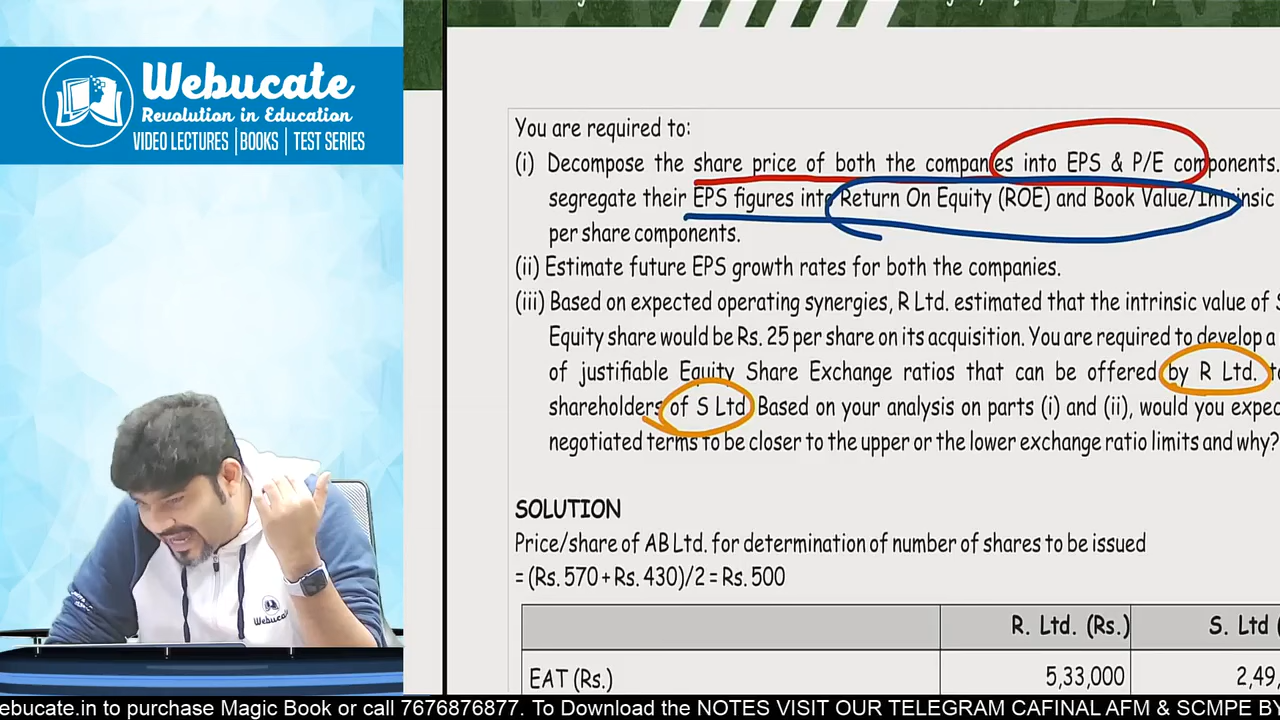 Webucate
Revolution in Education
VIDEO LECTURES | BOOKS | TEST SERIES
You are required to:
(i) Decompose the share price of both the companies into EPS & P/E components.
segregate their EPS figures into Return On Equity (ROE) and Book Value/Intrinsic
per share components.
(ii) Estimate future EPS growth rates for both the companies.
(iii) Based on expected operating synergies, R Ltd. estimated that the intrinsic value of S
Equity share would be Rs. 25 per share on its acquisition. You are required to develop a
of justifiable Equity Share Exchange ratios that can be offered by R Ltd.
shareholders of S Ltd. Based on your analysis on parts (i) and (ii), would you
negotiated terms to be closer to the upper or the lower exchange ratio limits and why?
SOLUTION
Price/share of AB Ltd. for determination of number of shares to be issued
= (Rs. 570 + Rs. 430)/2 = Rs. 500
R. Ltd. (Rs.) S. Ltd (
EAT (Rs.) 5,33,000 2,49,
Webucate
ebucate.in to purchase Magic Book or call 7676876877. To Download the NOTES VISIT OUR TELEGRAM CAFINAL AFM & SCMPE BY